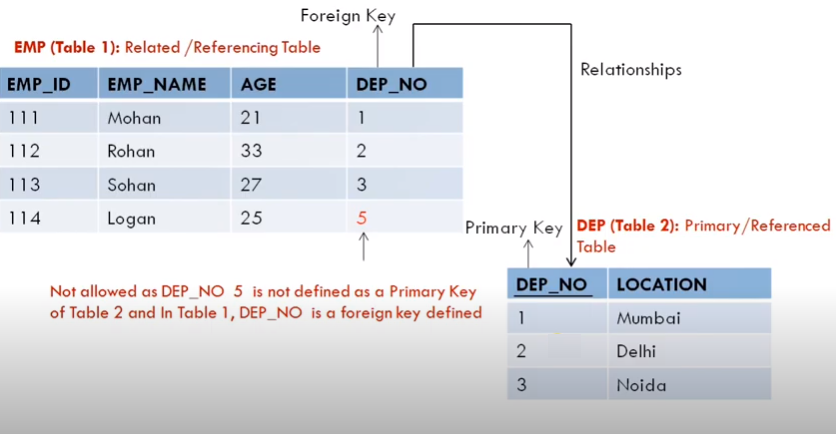 Foreign Key
EMP (Table 1): Related /Referencing Table
Relationships
EMP_ID EMP_NAME AGE DEP_NO
111 Mohan 21 1
112 Rohan 33 2
113 Sohan 27 3
114 Logan 25 5
Primary Key
DEP (Table 2): Primary/Referenced
Table
Not allowed as DEP_NO 5 is not defined as a Primary Key
of Table 2 and In Table 1, DEP_NO is a foreign key defined
DEP_NO LOCATION
1 Mumbai
2 Delhi
3 Noida